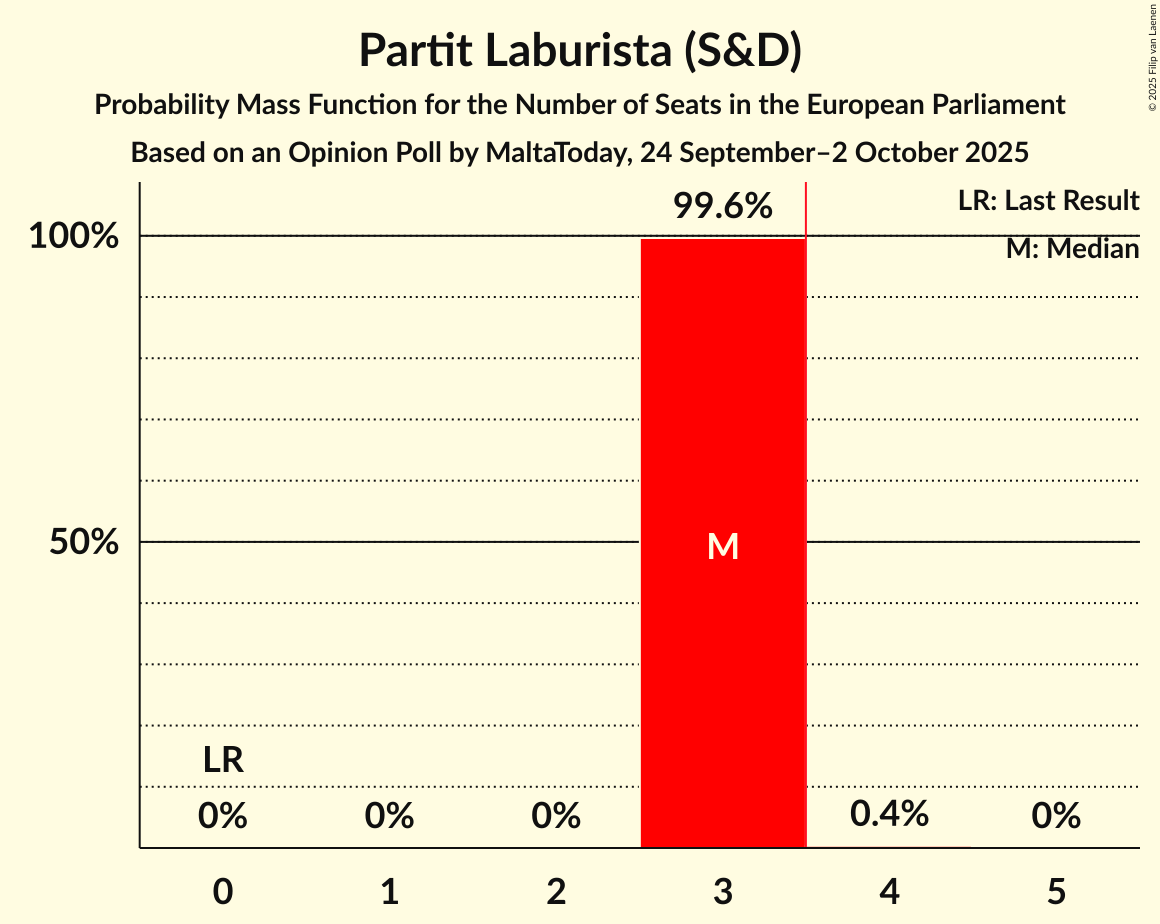 Partit Laburista (S&D)
Probability Mass Function for the Number of Seats in the European Parliament
Based on an Opinion Poll by MaltaToday, 24 September–2 October 2025
© 2025 Filip van Laenen
LR: Last Result
M: Median
99.6%
100%
50%
M
LR
0%
0%
0%
0.4%
0%
0
1
2
3
4
5